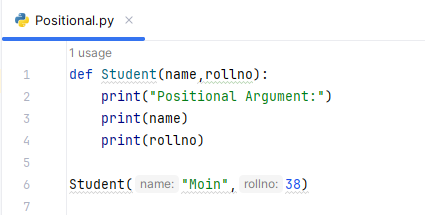 Positional.py
1 usage
1 def Student(name,rollno):
2     print("Positional Argument:")
3     print(name)
4     print(rollno)
5
6 Student( name: "Moin", rollno: 38)
7